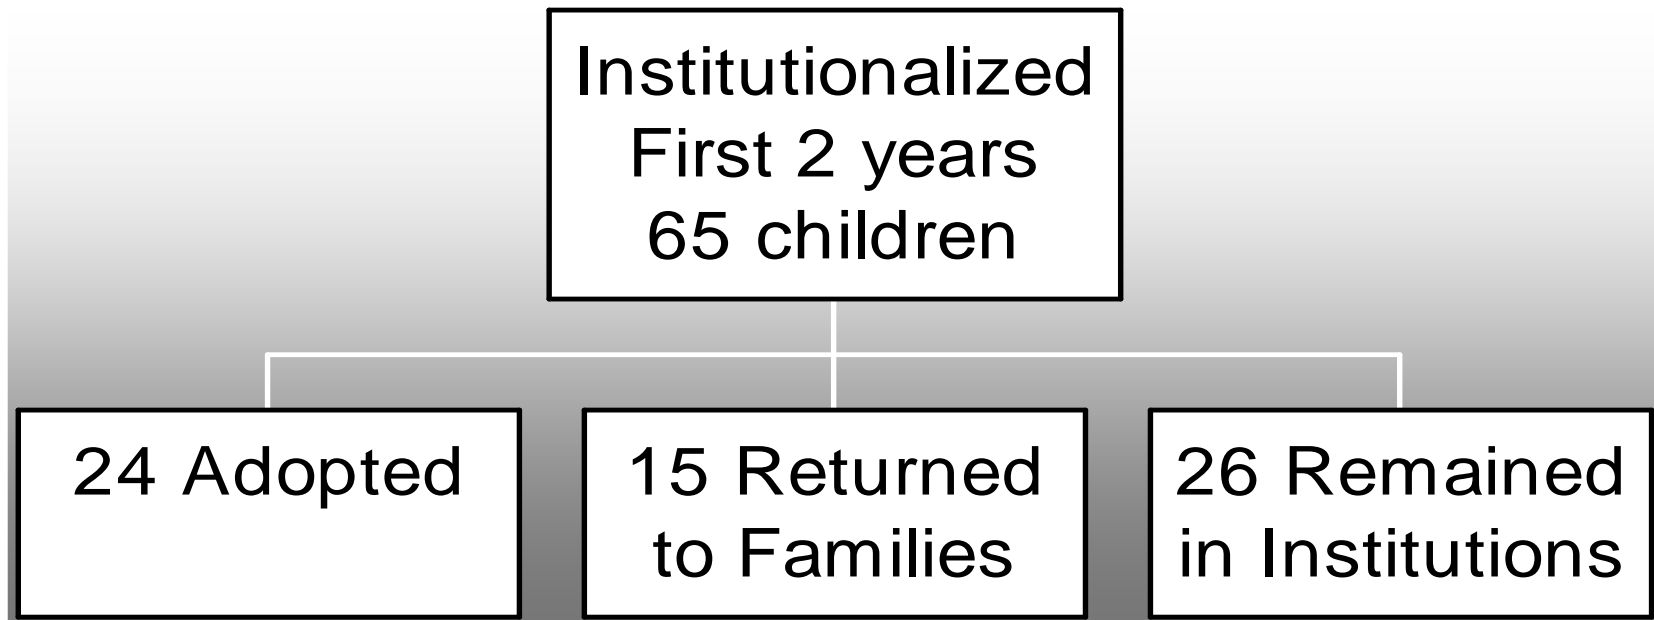 Institutionalized
First 2 years
65 children
24 Adopted
15 Returned
to Families
26 Remained
in Institutions